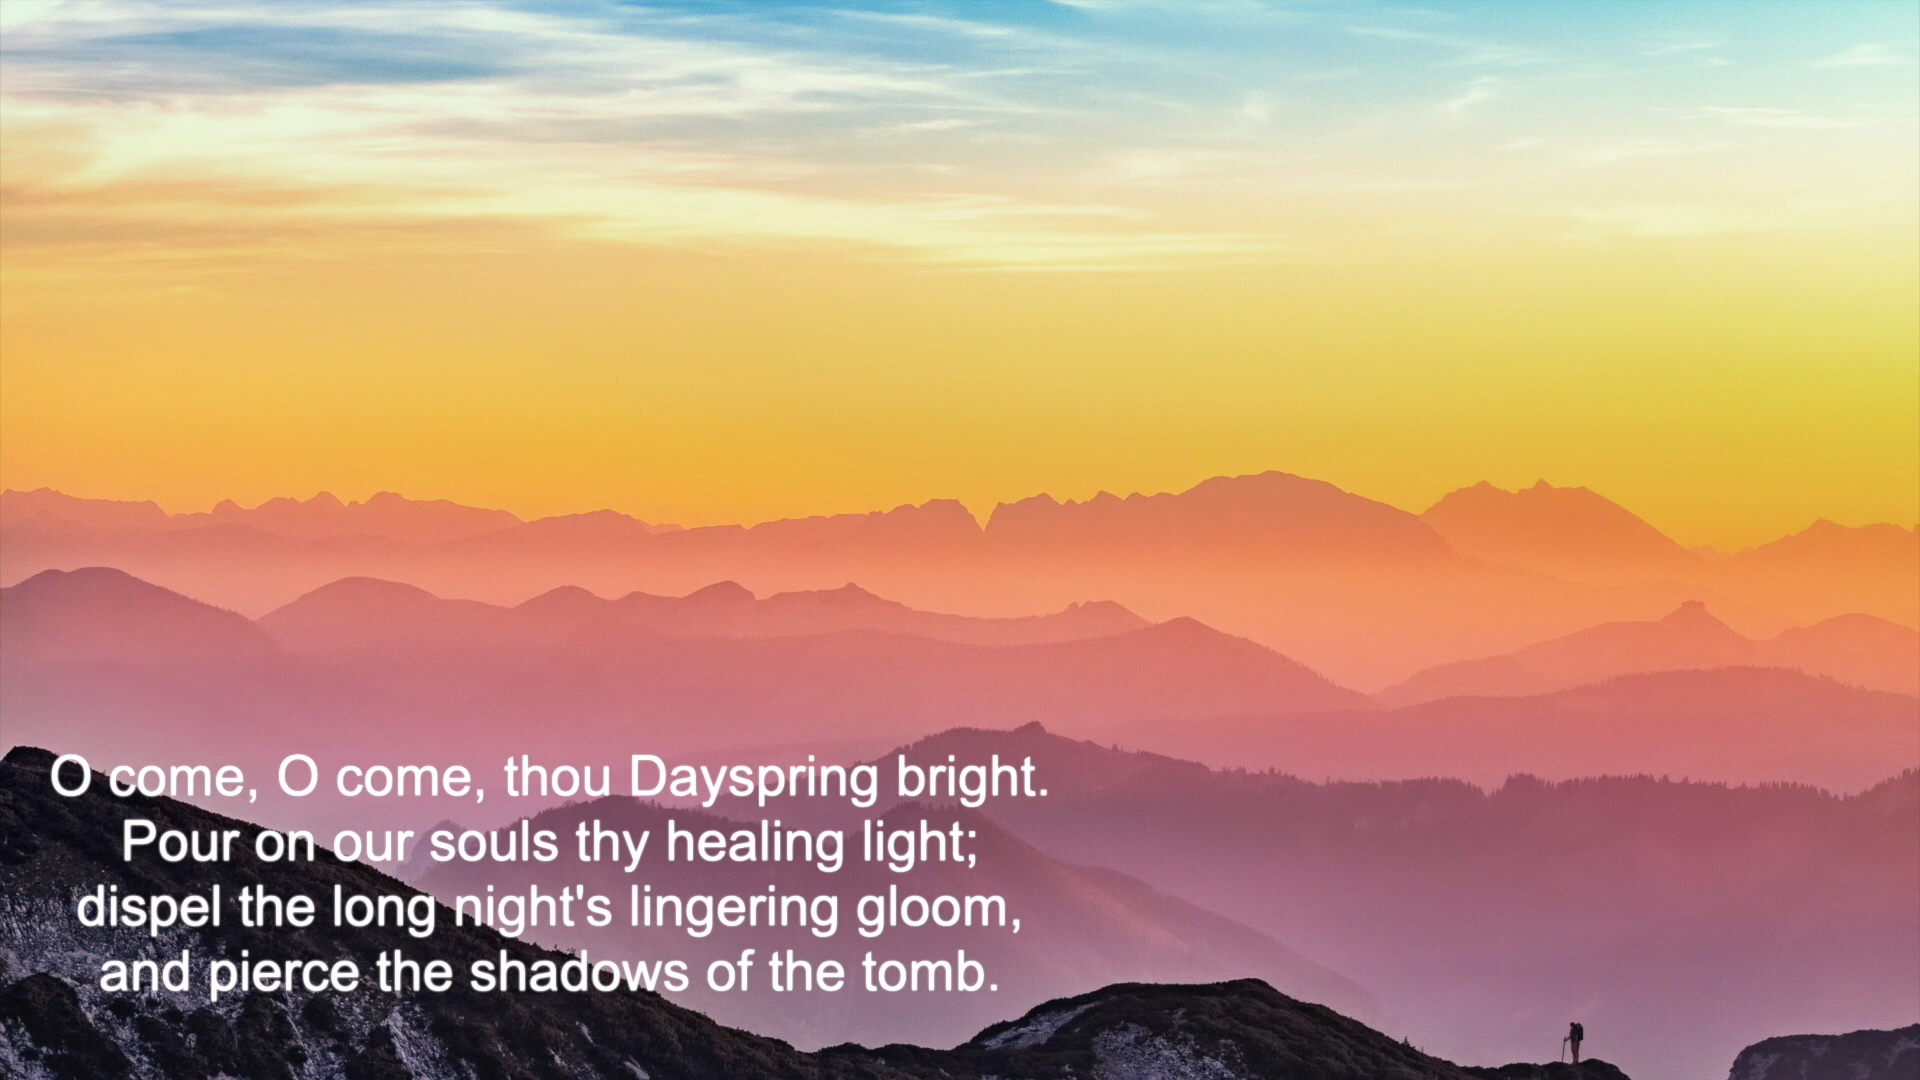 O come, O come, thou Dayspring bright.
Pour on our souls thy healing light;
dispel the long night's lingering gloom,
and pierce the shadows of the tomb.